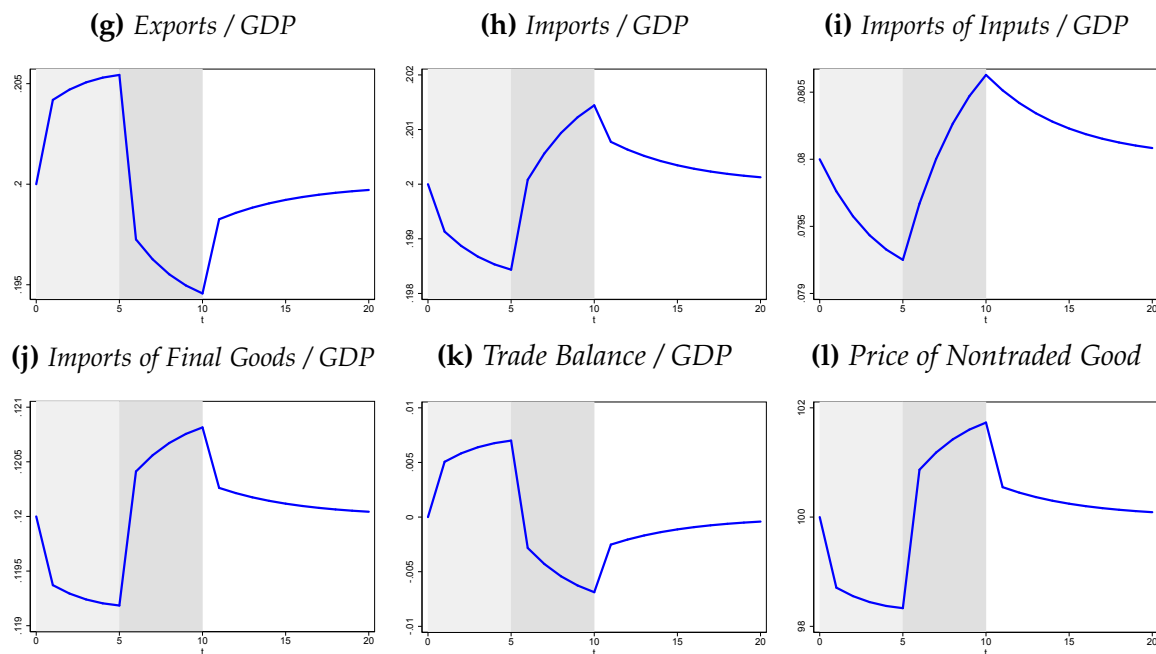 (g) Exports / GDP
(h) Imports / GDP
(i) Imports of Inputs / GDP
.205
.2
.195
0 5 10 15 20
t
.202
.201
.2
.199
.198
0 5 10 15 20
t
.0805
.08
.0795
.079
0 5 10 15 20
t
(j) Imports of Final Goods / GDP
(k) Trade Balance / GDP
(l) Price of Nontraded Good
.121
.1205
.12
.1195
.119
0 5 10 15 20
t
.01
.005
0
-.005
-.01
0 5 10 15 20
t
102
100
98
0 5 10 15 20
t